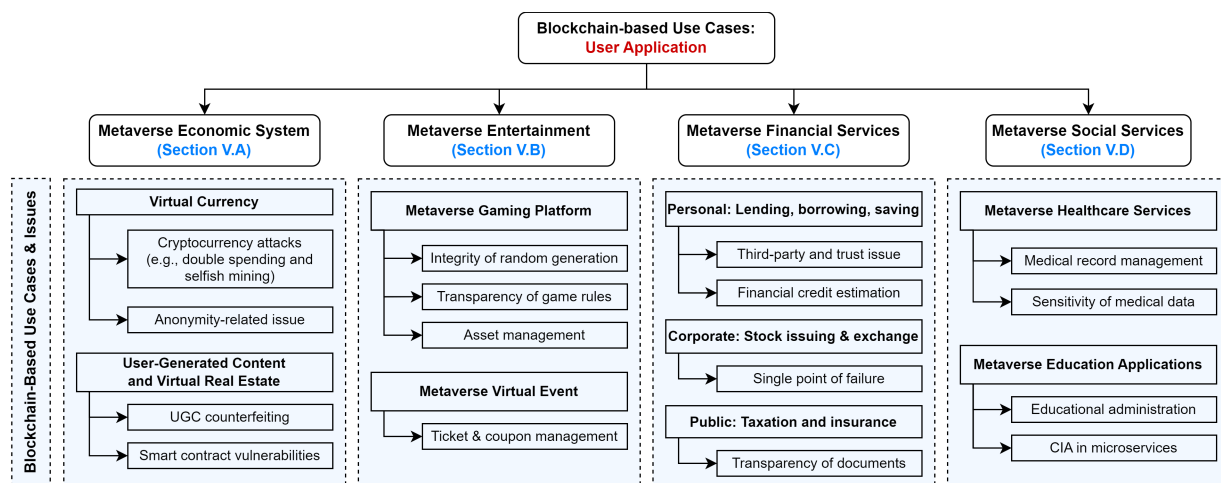 Blockchain-based Use Cases:
User Application
Metaverse Economic System
(Section V.A)
Metaverse Entertainment
(Section V.B)
Metaverse Financial Services
(Section V.C)
Metaverse Social Services
(Section V.D)
Blockchain-Based Use Cases & Issues
Virtual Currency
Cryptocurrency attacks
(e.g., double spending and
selfish mining)
Anonymity-related issue
User-Generated Content
and Virtual Real Estate
UGC counterfeiting
Smart contract vulnerabilities
Metaverse Gaming Platform
Integrity of random generation
Transparency of game rules
Asset management
Metaverse Virtual Event
Ticket & coupon management
Personal: Lending, borrowing, saving
Third-party and trust issue
Financial credit estimation
Corporate: Stock issuing & exchange
Single point of failure
Public: Taxation and insurance
Transparency of documents
Metaverse Healthcare Services
Medical record management
Sensitivity of medical data
Metaverse Education Applications
Educational administration
CIA in microservices